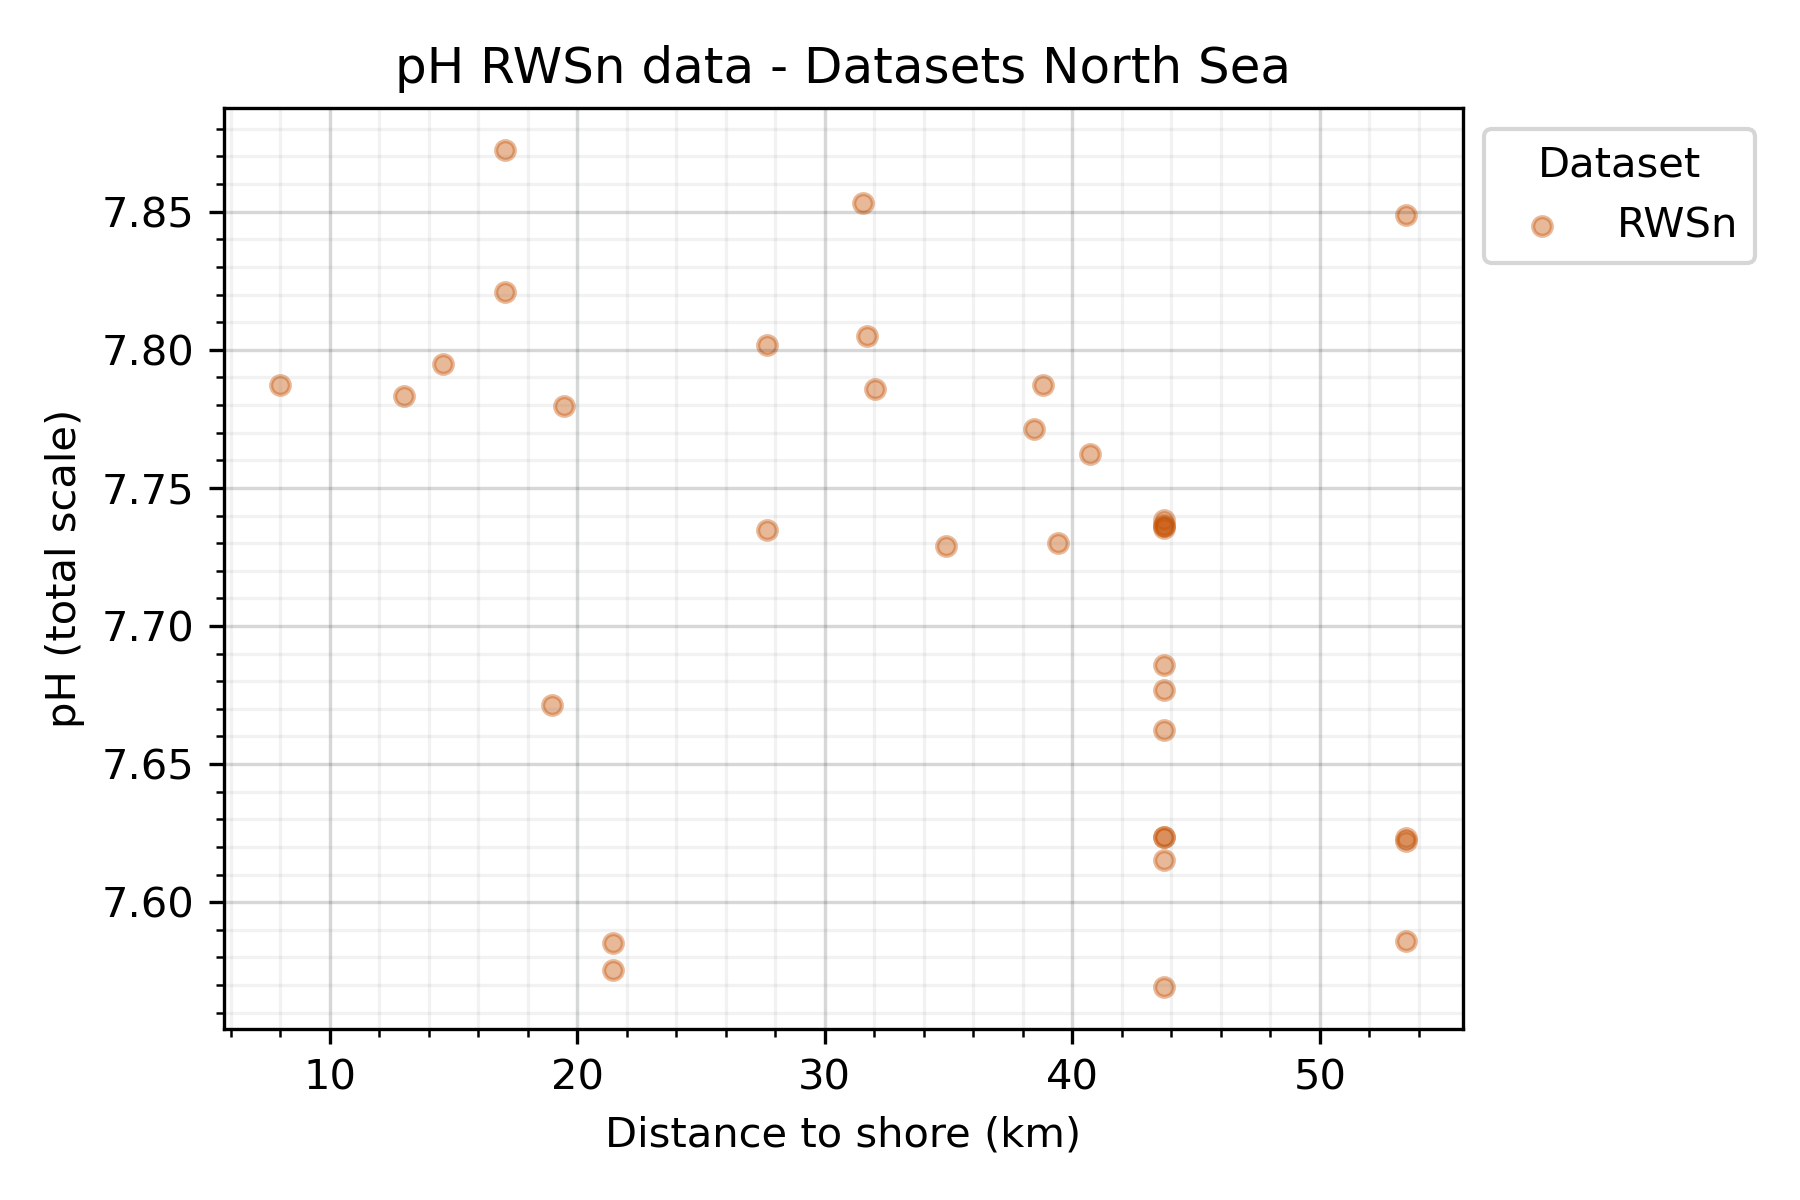 pH RWSn data - Datasets North Sea
Dataset
RWSn
7.85
7.80
7.75
7.70
7.65
7.60
pH (total scale)
10 20 30 40 50
Distance to shore (km)